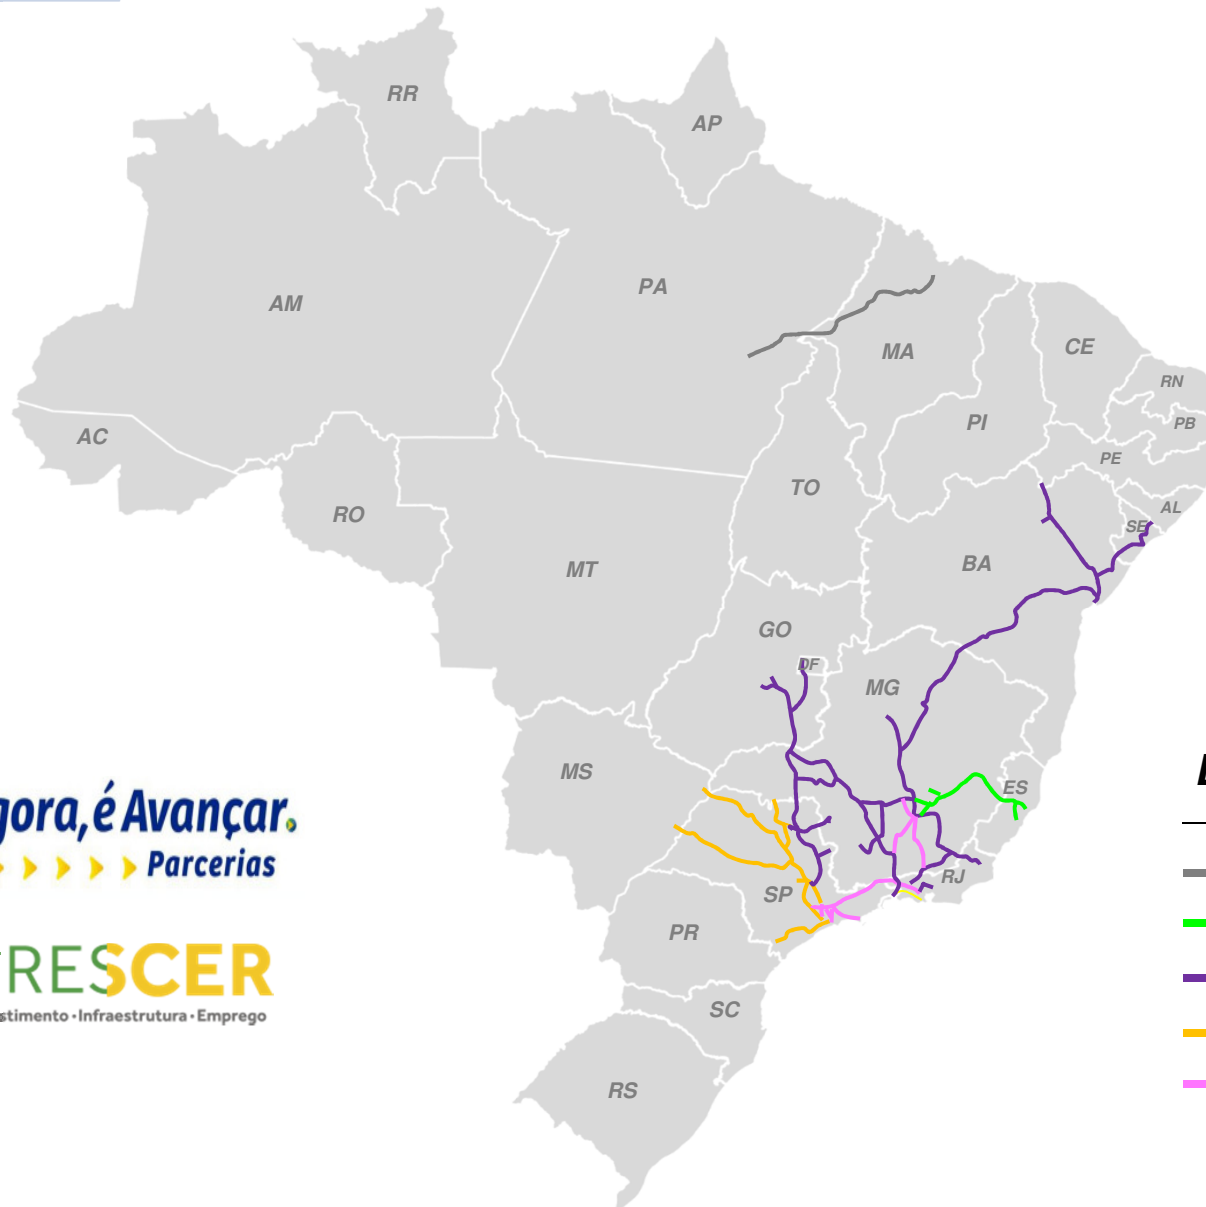 RR
AP
AM
PA
MA
CE
RN
PB
PI
PE
AC
TO
AL
SE
RO
BA
MT
GO
DF
MG
MS
ES
gora, é Avançar.
Parcerias
RJ
SP
PR
RESCER
stimento · Infraestrutura · Emprego
SC
RS